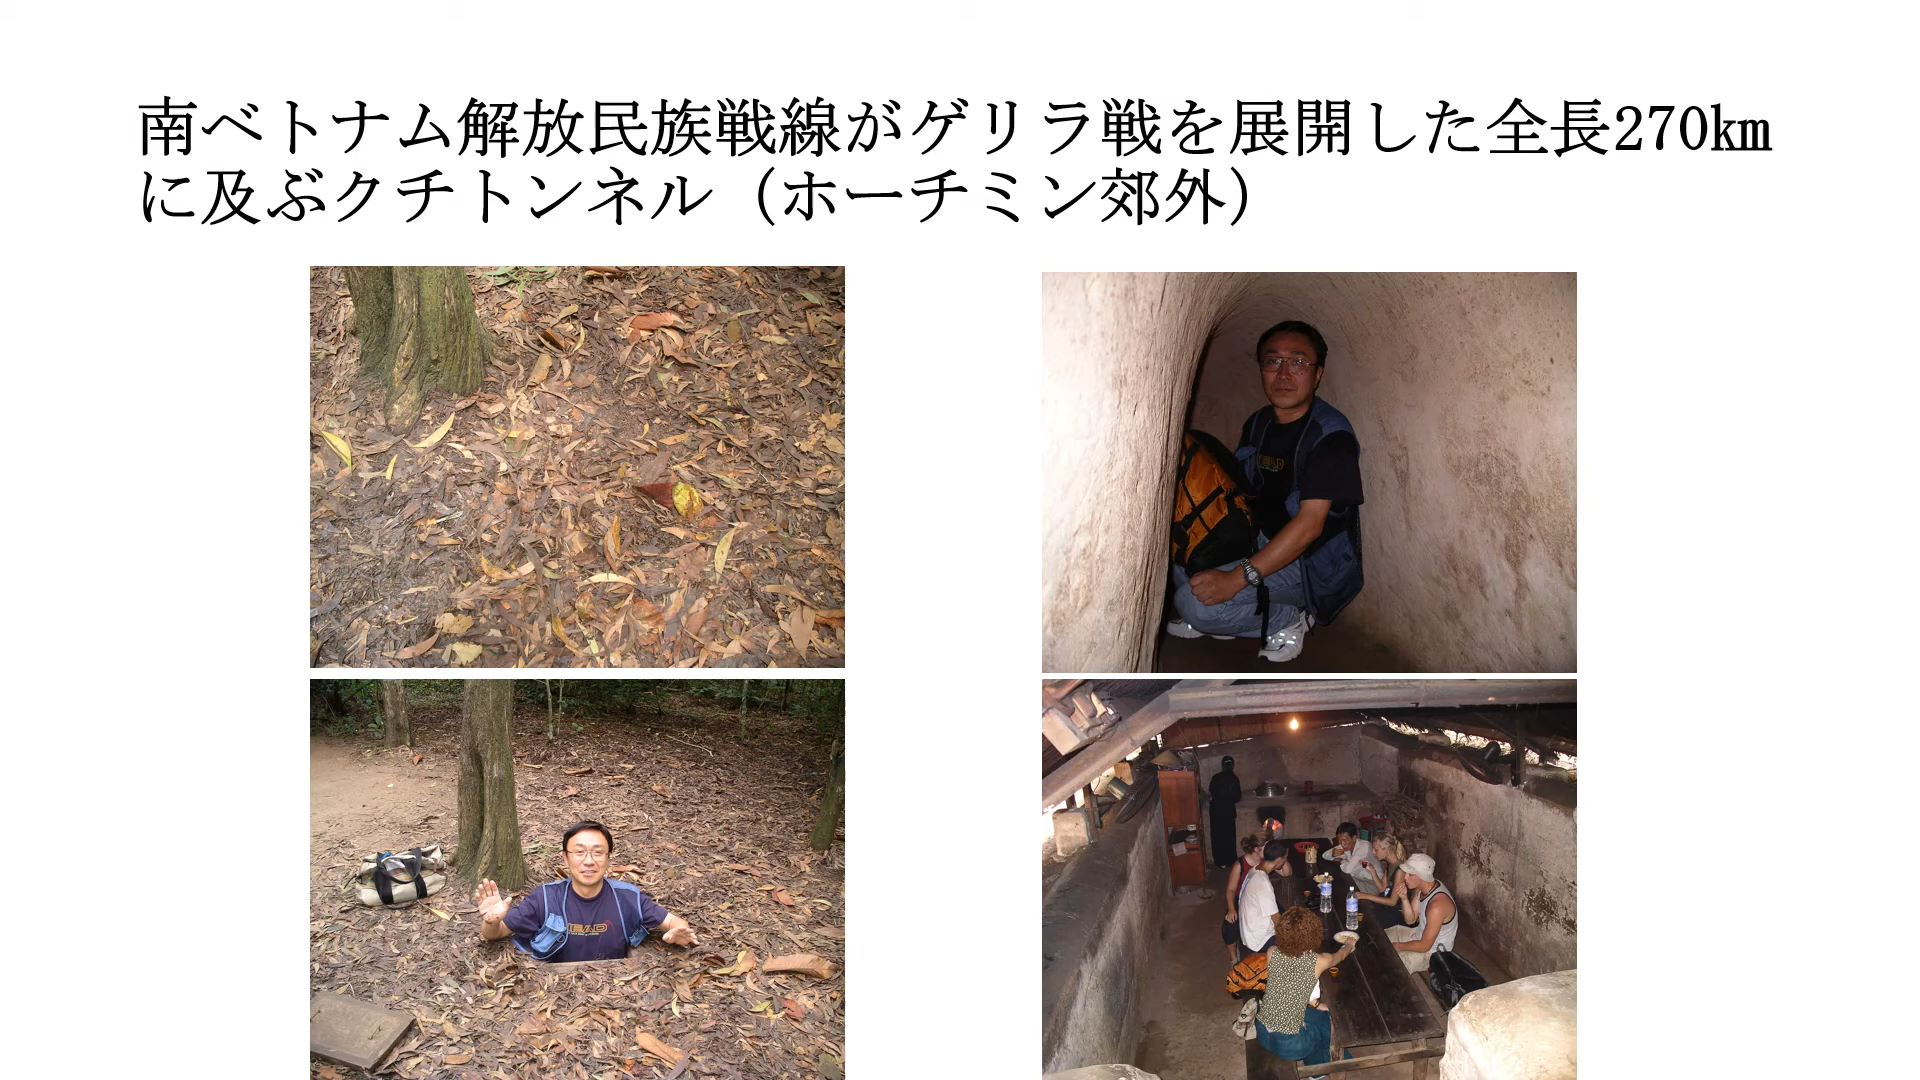 南ベトナム解放民族戦線がゲリラ戦を展開した全長270㎞
に及ぶクチトンネル（ホーチミン郊外）